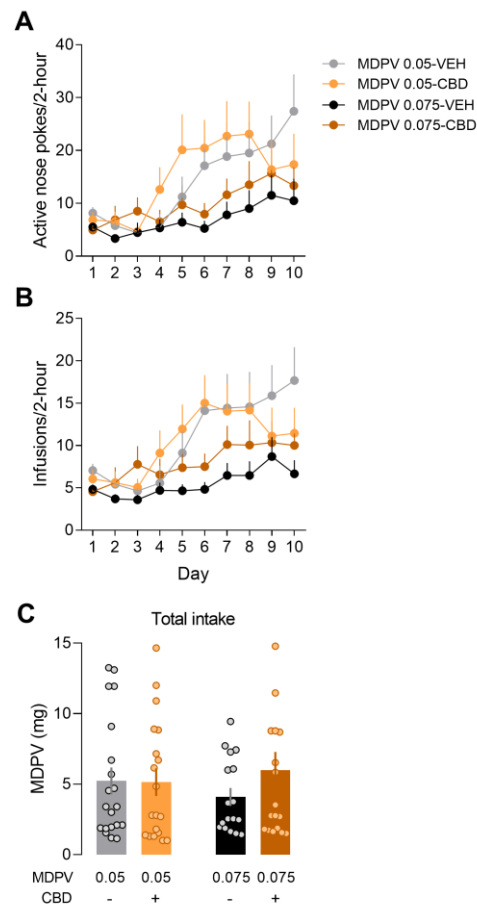 A
40
30
20
10
0
Active nose pokes/2-hour
1 2 3 4 5 6 7 8 9 10
MDPV 0.05-VEH
MDPV 0.05-CBD
MDPV 0.075-VEH
MDPV 0.075-CBD
B
25
20
15
10
5
0
Infusions/2-hour
1 2 3 4 5 6 7 8 9 10
Day
C
Total intake
15
10
5
0
MDPV (mg)
MDPV 0.05 0.05 0.075 0.075
CBD - + - +